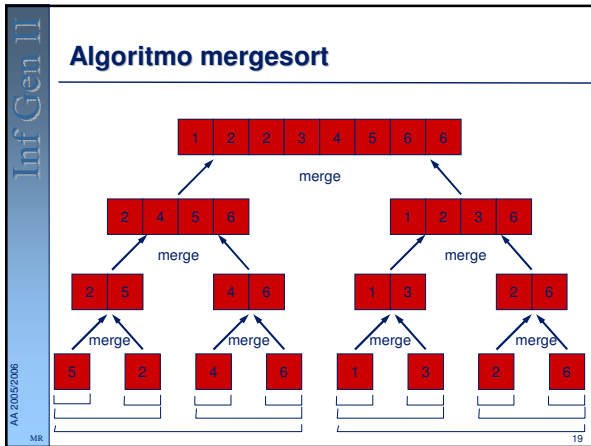 Inf Gen II
Algoritmo mergesort
1 2 2 3 4 5 6 6
merge
2 4 5 6
1 2 3 6
merge
merge
2 5
4 6
1 3
2 6
merge
merge
merge
merge
5
2
4
6
1
3
2
6
AA 2005/2006
MR
19